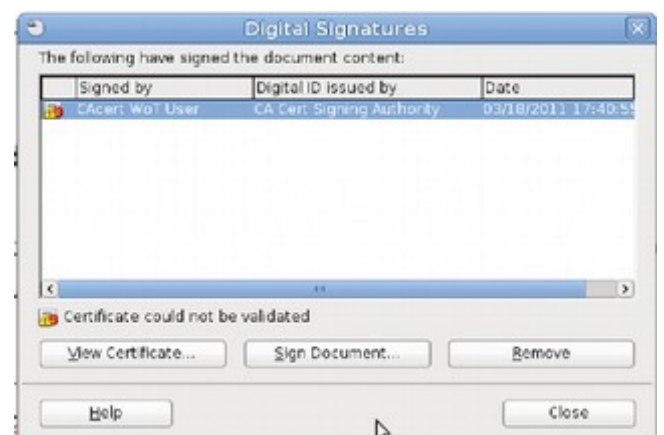 Digital Signatures
The following have signed the document content:
Signed by Digital ID issued by Date
CAcert WoT User CA Cert Signing Authority 03/18/2011 17:40:55
Certificate could not be validated
View Certificate... Sign Document... Remove
Help Close